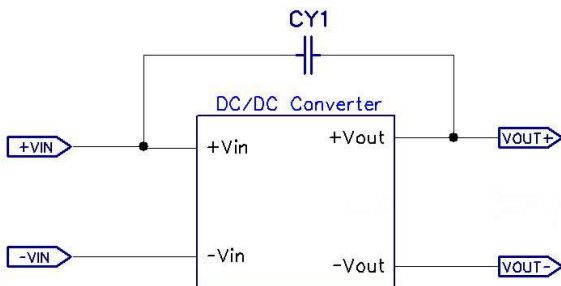 CY1
DC/DC Converter
+VIN
+Vin
+Vout
VOUT+
-VIN
-Vin
-Vout
VOUT-